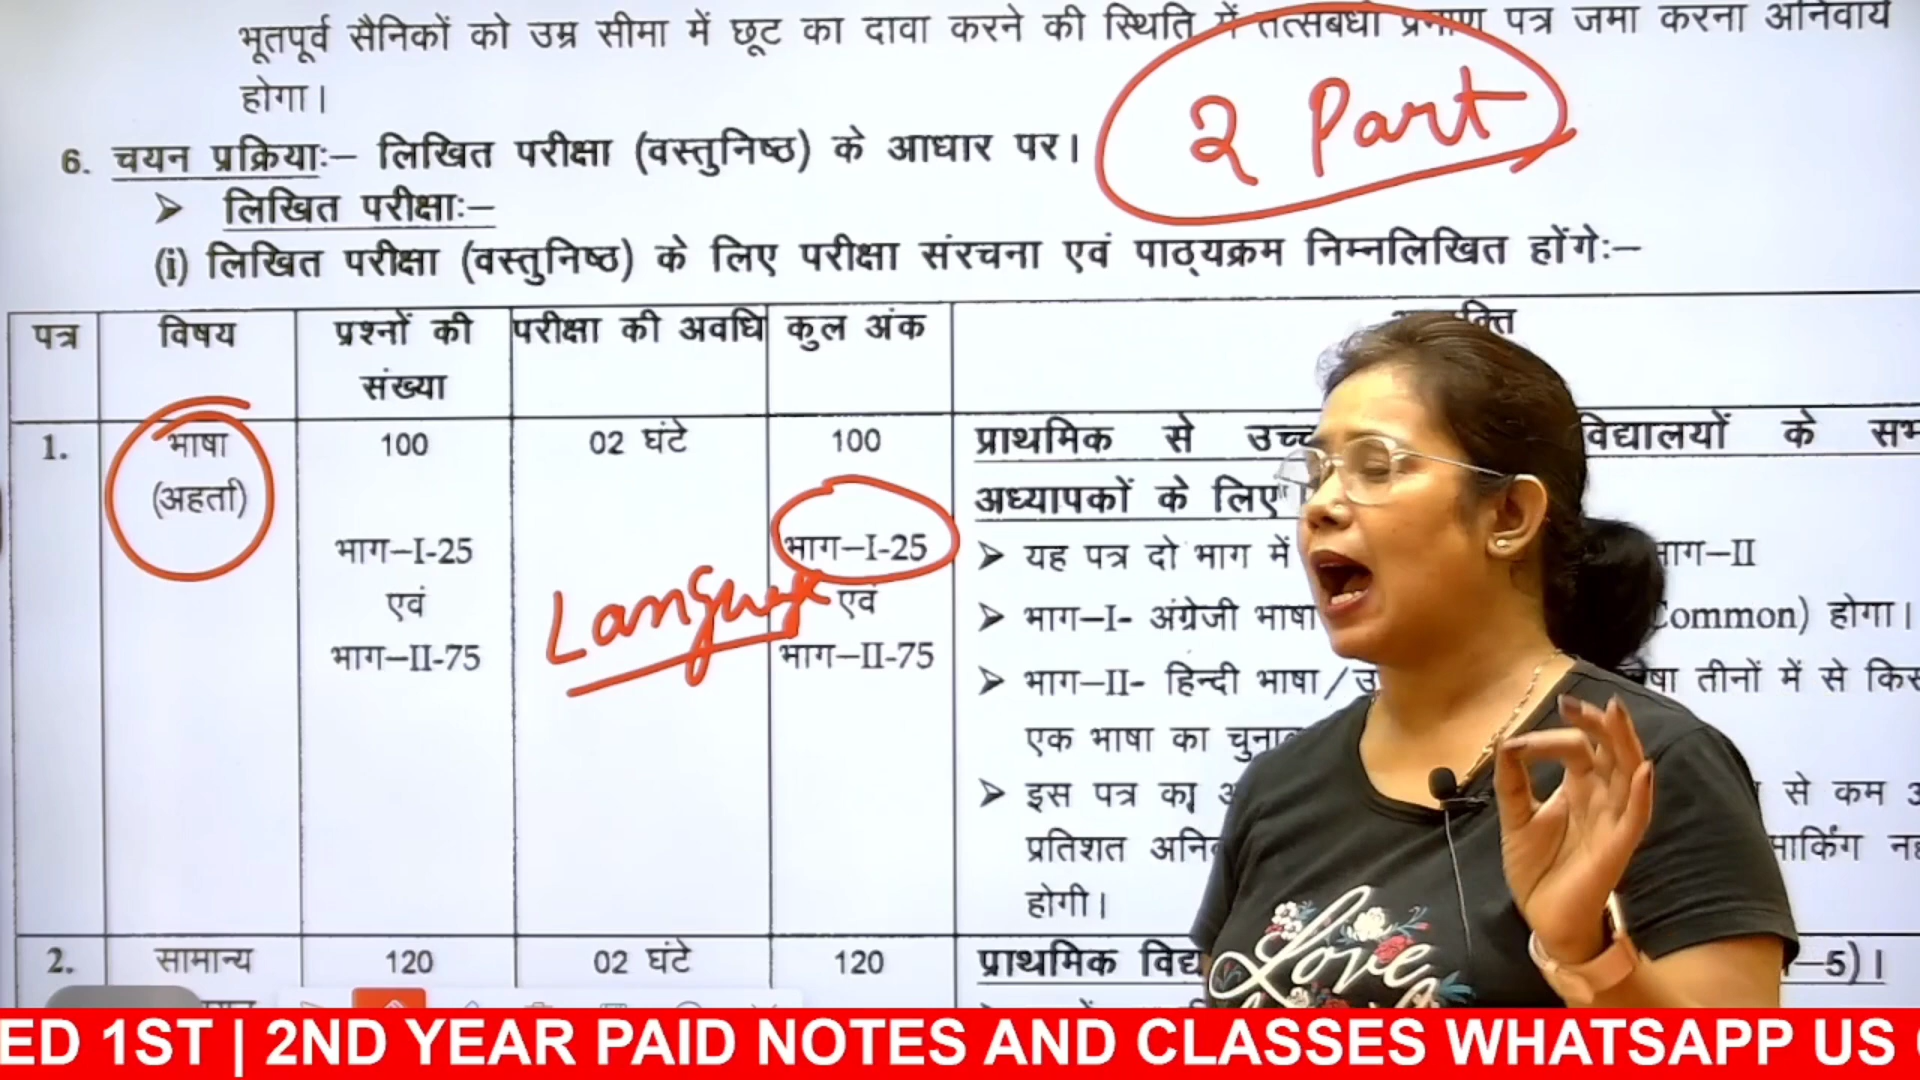 भूतपूर्व सैनिकों को उम्र सीमा में छूट का दावा करने की स्थिति में तत्संबंधी प्रमाण पत्र जमा करना अनिवार्य
होगा।
2 Part
6. चयन प्रक्रियाः– लिखित परीक्षा (वस्तुनिष्ठ) के आधार पर।
➤ लिखित परीक्षाः–
(i) लिखित परीक्षा (वस्तुनिष्ठ) के लिए परीक्षा संरचना एवं पाठ्यक्रम निम्नलिखित होंगेः–
पत्र विषय प्रश्नों की संख्या परीक्षा की अवधि कुल अंक
1. भाषा (अहर्ता) 100 02 घंटे 100 प्राथमिक से उच्च विद्यालयों के
अध्यापकों के लिए
भाग–I-25 भाग–I-25 ➤ यह पत्र दो भाग में भाग–II
एवं Language एवं ➤ भाग–I- अंग्रेजी भाषा (Common) होगा।
भाग–II-75 भाग–II-75 ➤ भाग–II- हिन्दी भाषा/ तीनों में से
एक भाषा का
➤ इस पत्र का से कम
प्रतिशत मार्किंग
होगी।
2. सामान्य 120 02 घंटे 120 प्राथमिक –5)।
Love
ED 1ST | 2ND YEAR PAID NOTES AND CLASSES WHATSAPP US